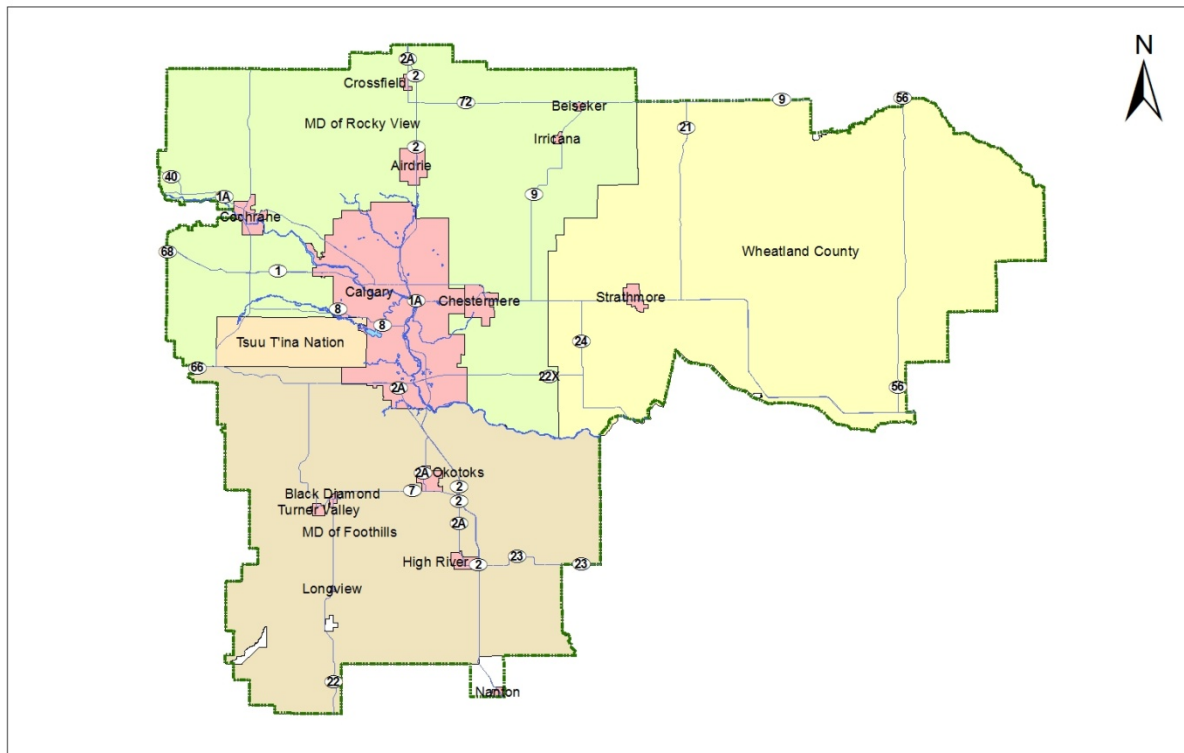 N
2A
Crossfield
2
72
Beiseker
9
56
MD of Rocky View
21
Irricana
2
Airdrie
40
1A
9
Cochrane
68
Wheatland County
1
Calgary
1A
Chestermere
Strathmore
8
8
Tsuu T'ina Nation
24
66
22X
2A
56
2A
Okotoks
7
2
Black Diamond
2
Turner Valley
2A
MD of Foothills
High River
2
23
23
Longview
22
Nanton